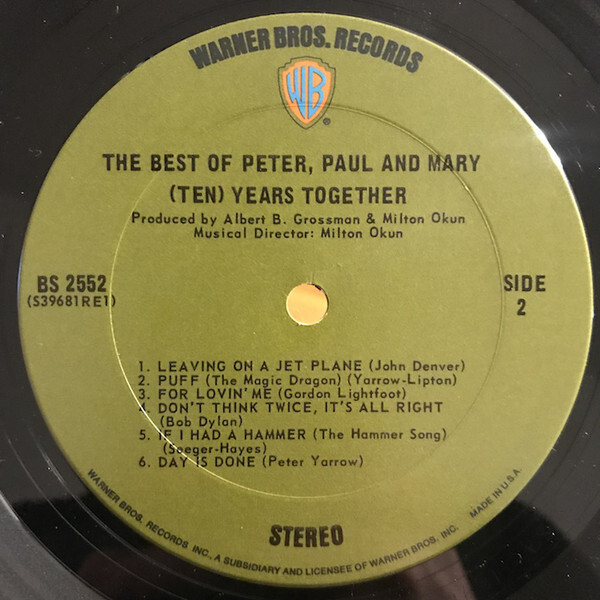 WARNER BROS. RECORDS
WB
®
THE BEST OF PETER, PAUL AND MARY
(TEN) YEARS TOGETHER
Produced by Albert B. Grossman & Milton Okun
Musical Director: Milton Okun
BS 2552
(S39681RE1)
SIDE
2
1. LEAVING ON A JET PLANE (John Denver)
2. PUFF (The Magic Dragon) (Yarrow-Lipton)
3. FOR LOVIN' ME (Gordon Lightfoot)
4. DON'T THINK TWICE, IT'S ALL RIGHT
(Bob Dylan)
5. IF I HAD A HAMMER (The Hammer Song)
(Seeger-Hayes)
6. DAY IS DONE (Peter Yarrow)
STEREO
WARNER BROS. RECORDS INC., A SUBSIDIARY AND LICENSEE OF WARNER BROS. INC. MADE IN U.S.A.